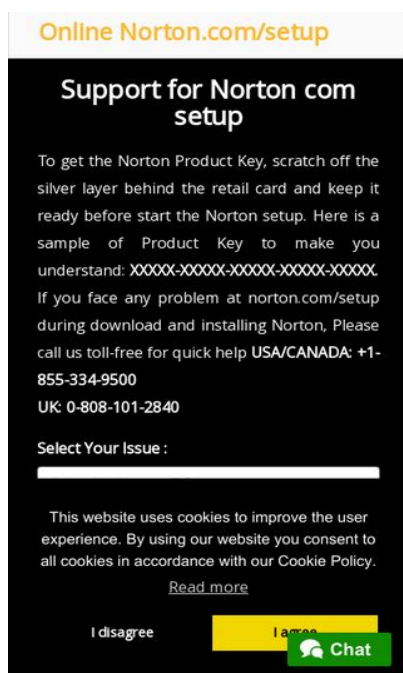 Online Norton.com/setup
Support for Norton com
setup
To get the Norton Product Key, scratch off the
silver layer behind the retail card and keep it
ready before start the Norton setup. Here is a
sample of Product Key to make you
understand: XXXXX-XXXXX-XXXXX-XXXXX-XXXXX.
If you face any problem at norton.com/setup
during download and installing Norton, Please
call us toll-free for quick help USA/CANADA: +1-
855-334-9500
UK: 0-808-101-2840
Select Your Issue :
This website uses cookies to improve the user
experience. By using our website you consent to
all cookies in accordance with our Cookie Policy.
Read more
I disagree
I agree
Chat